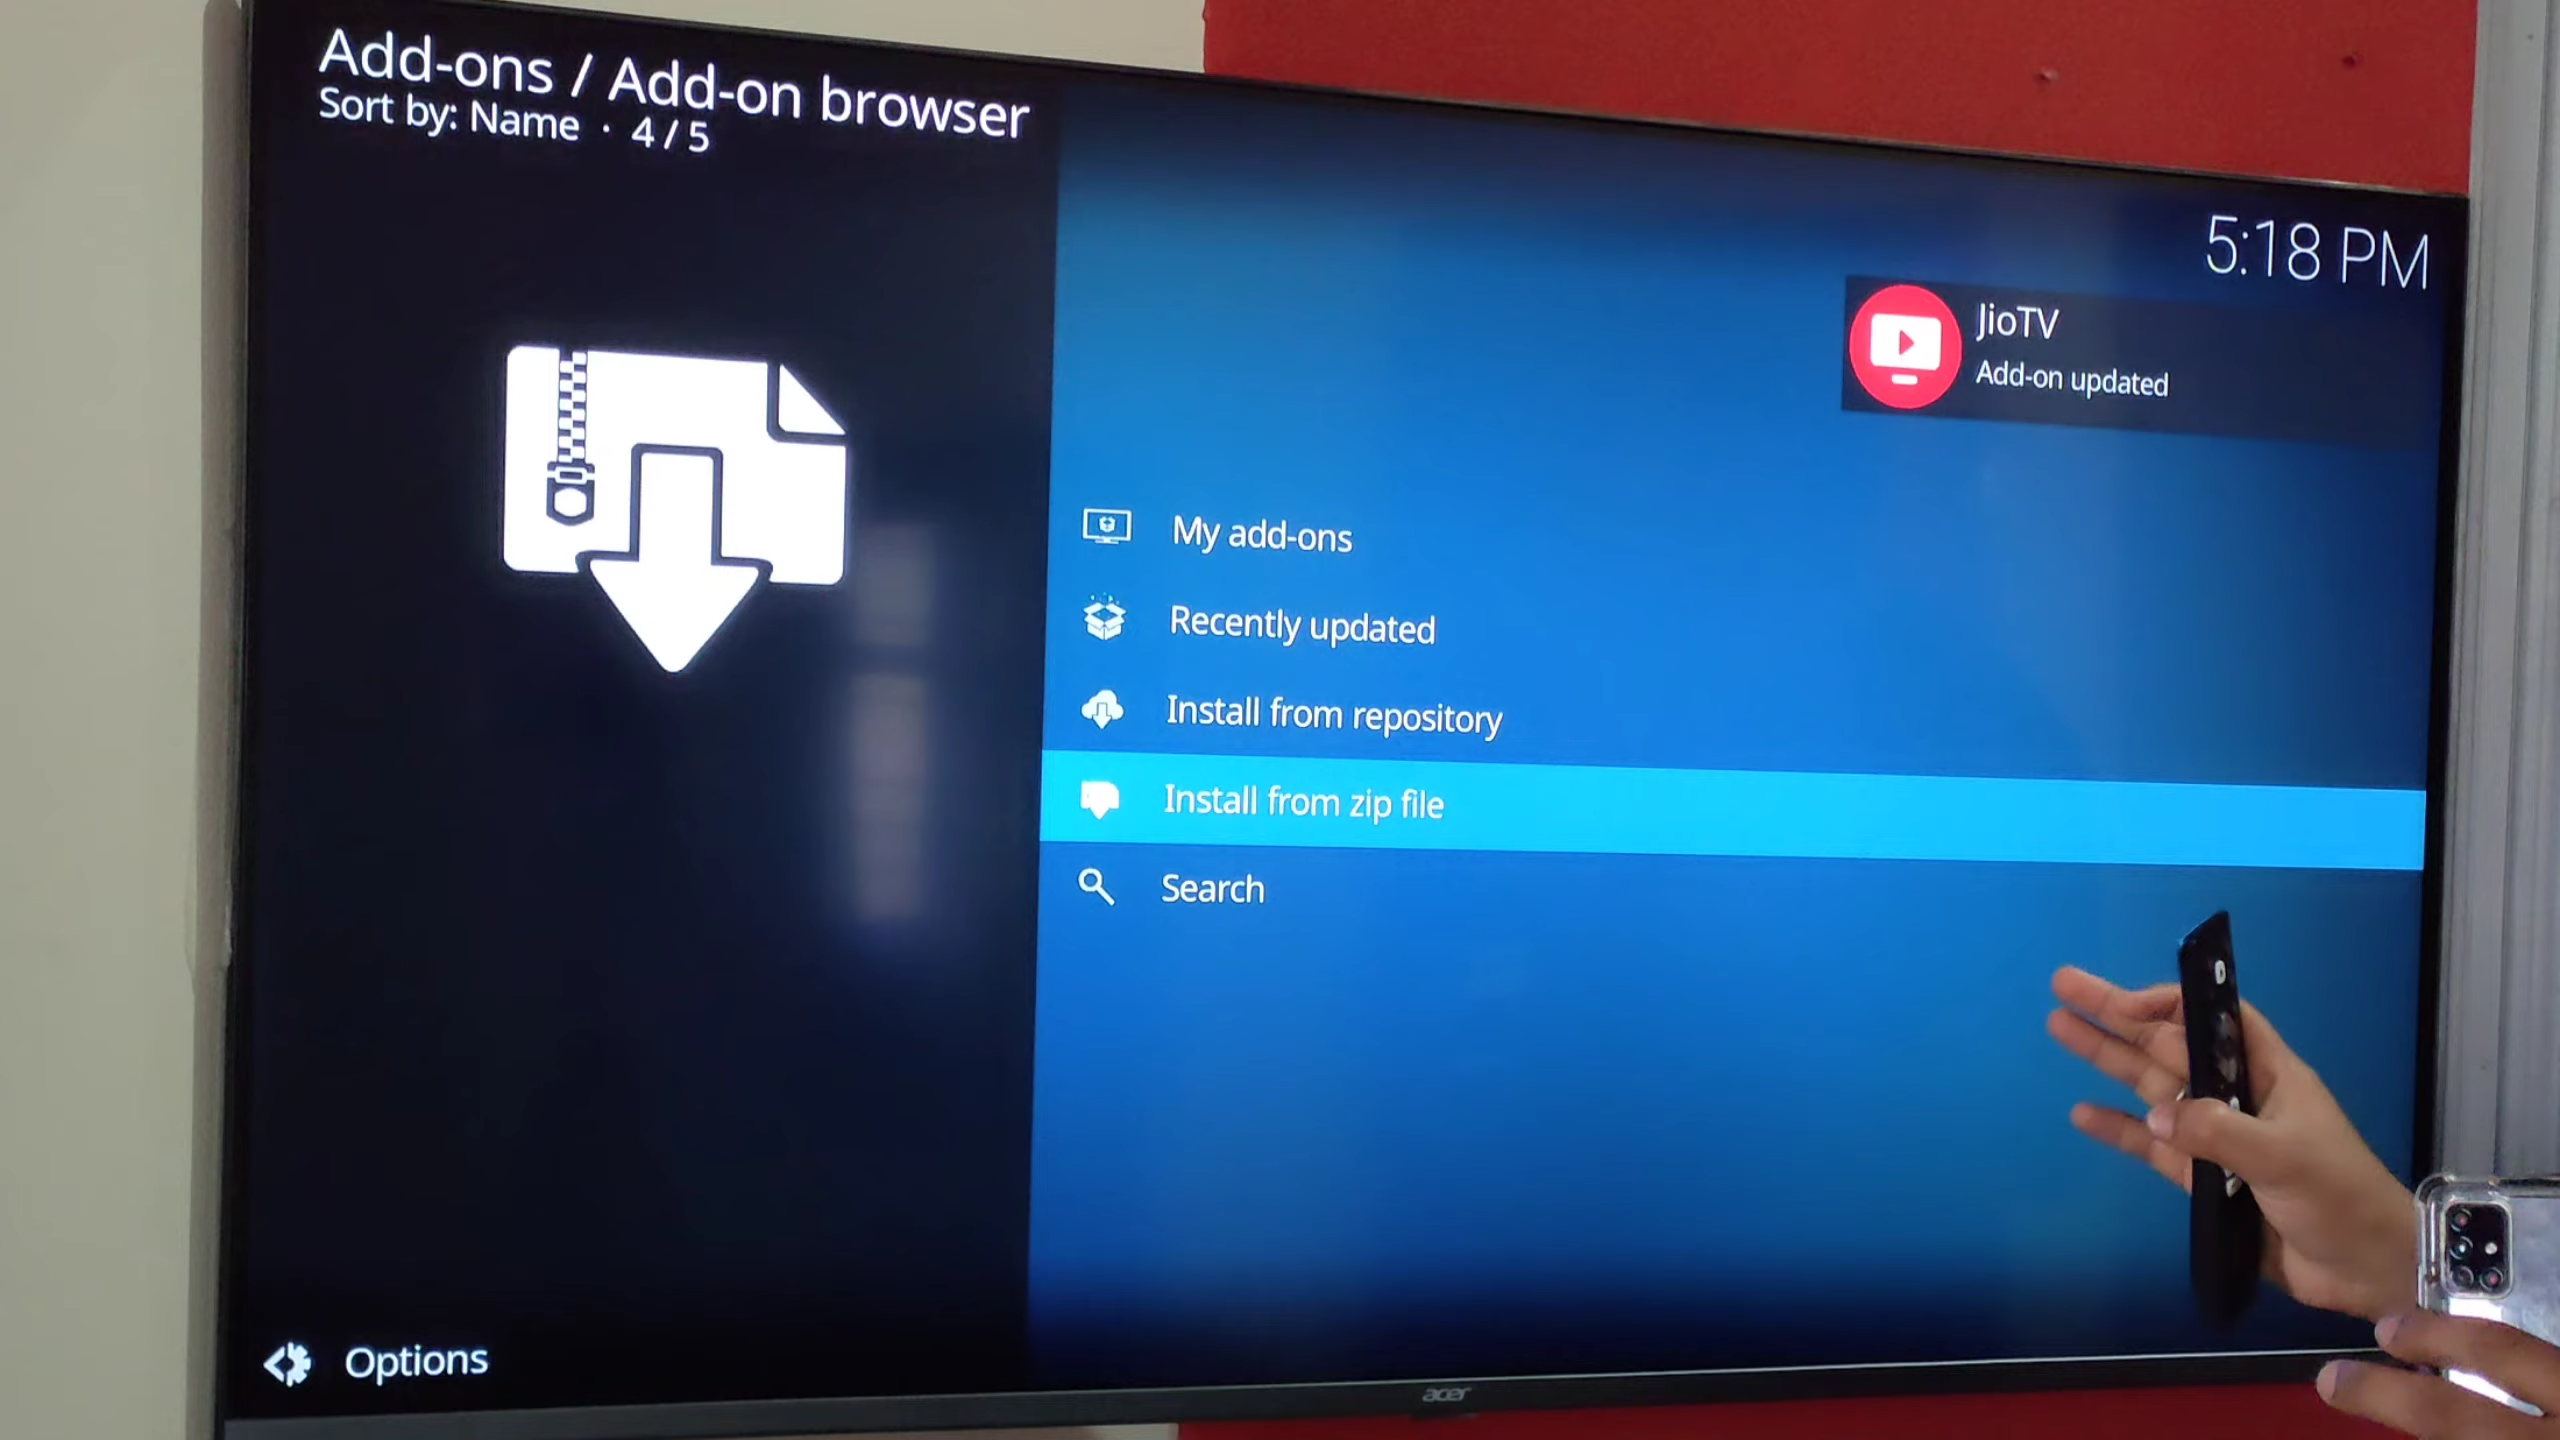 Add-ons / Add-on browser
Sort by: Name · 4 / 5
5:18 PM
JioTV
Add-on updated
My add-ons
Recently updated
Install from repository
Install from zip file
Search
Options
acer